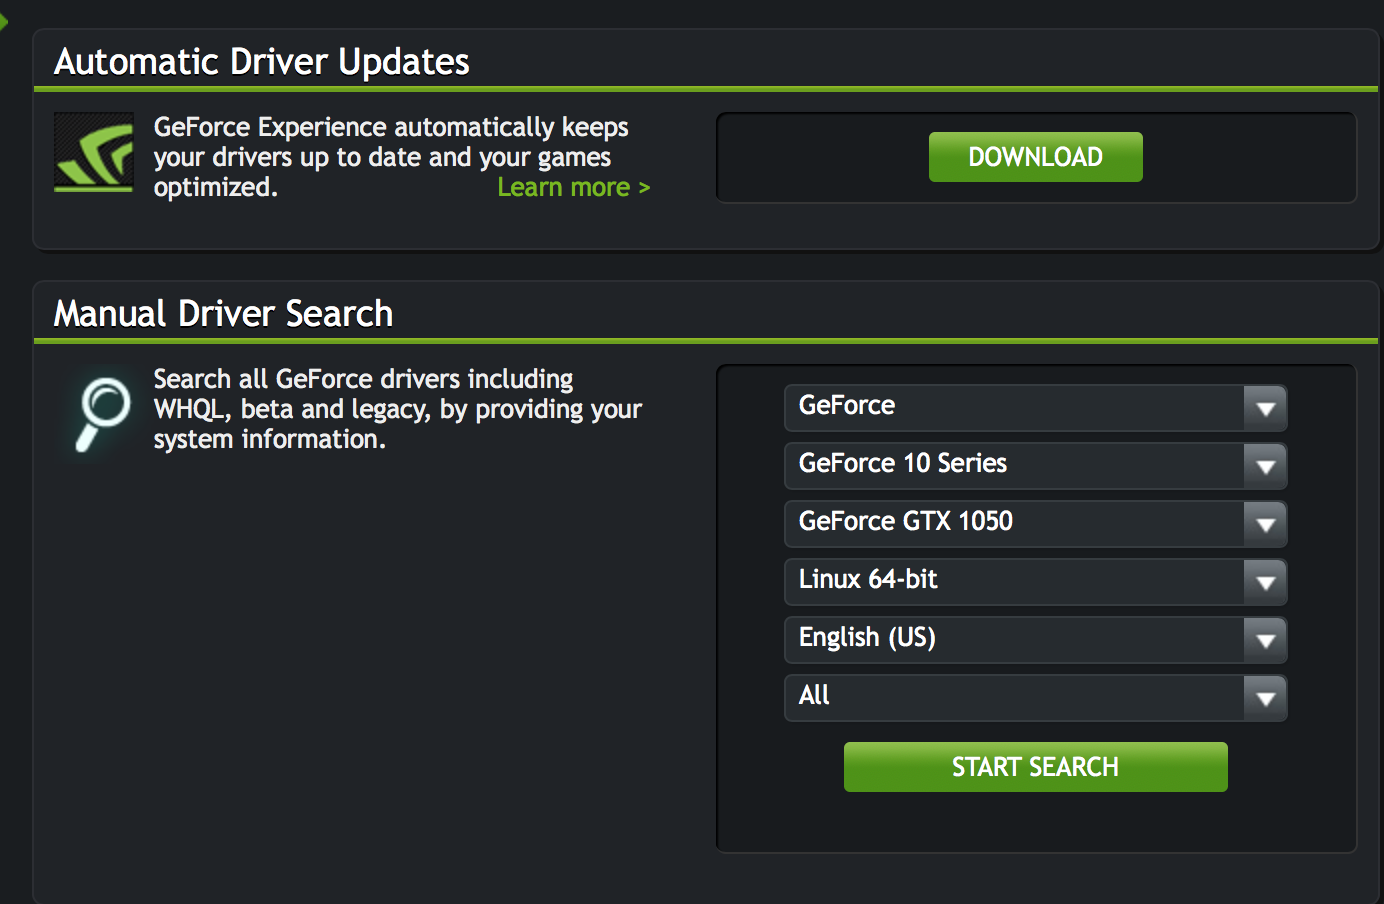 Automatic Driver Updates
GeForce Experience automatically keeps
your drivers up to date and your games
optimized.
Learn more >
DOWNLOAD
Manual Driver Search
Search all GeForce drivers including
WHQL, beta and legacy, by providing your
system information.
GeForce
GeForce 10 Series
GeForce GTX 1050
Linux 64-bit
English (US)
All
START SEARCH